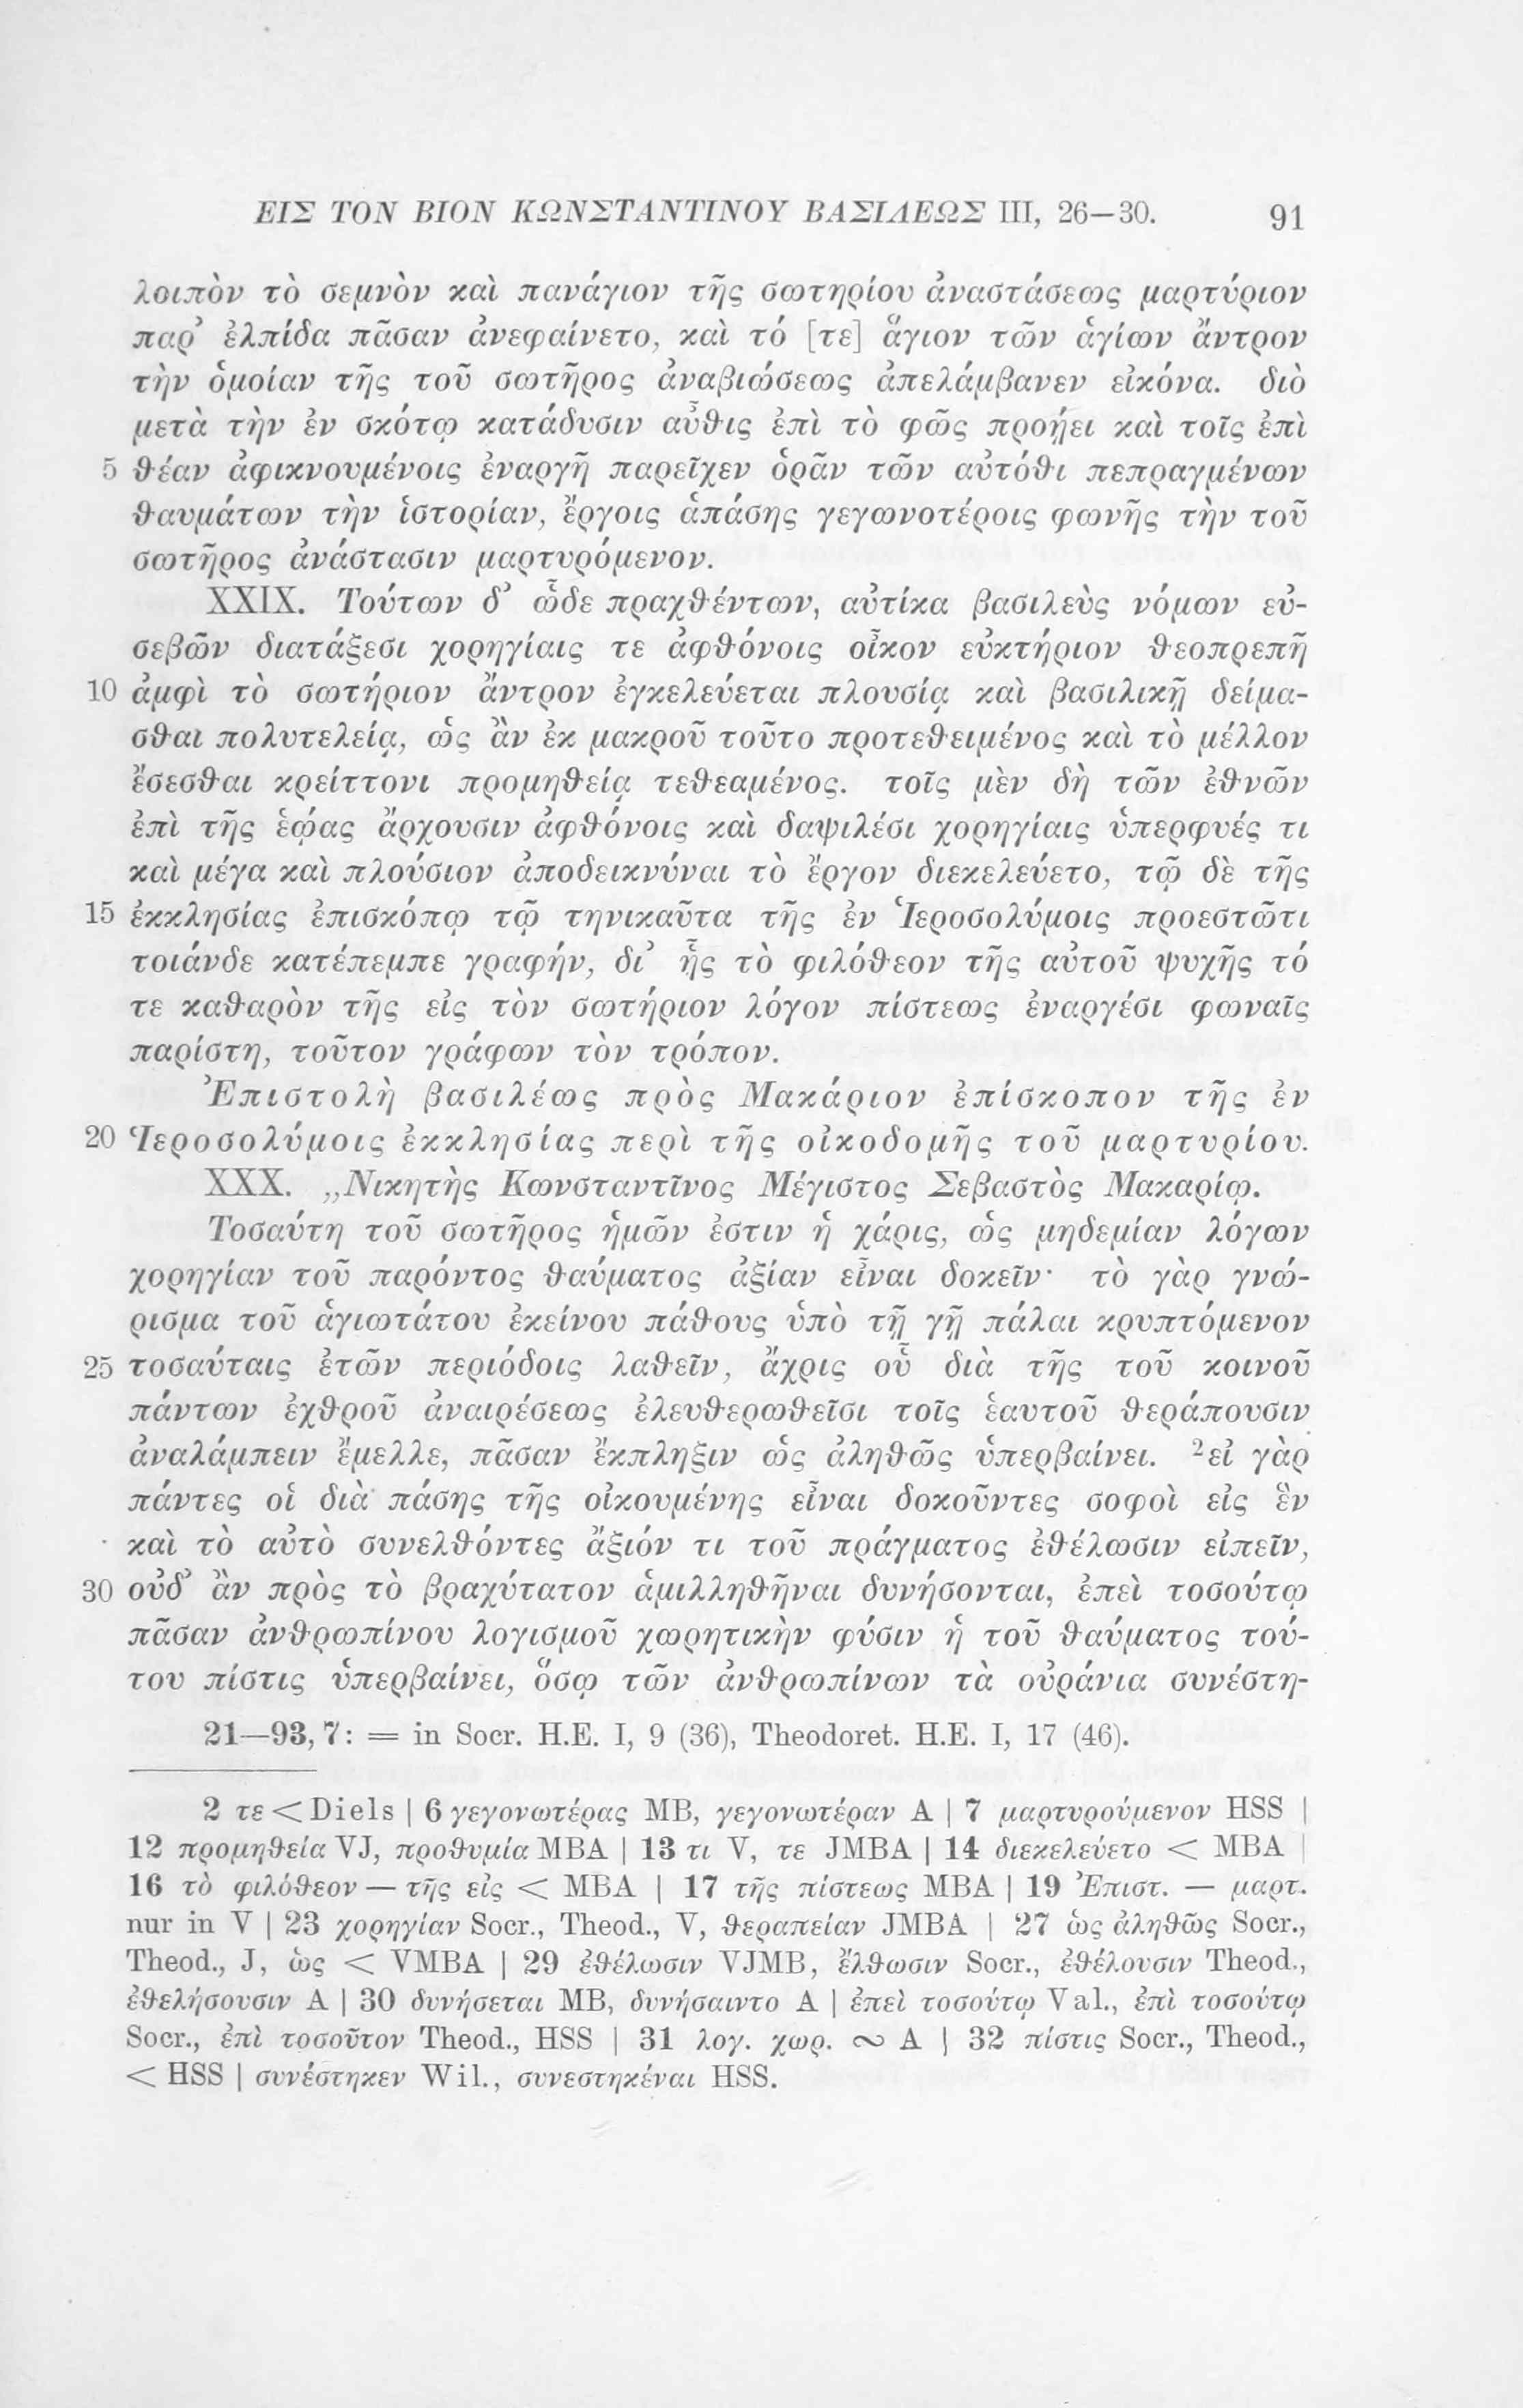 ΕΙΣ ΤΟΝ ΒΙΟΝ ΚΩΝΣΤΑΝΤΙΝΟΥ ΒΑΣΙΛΕΩΣ III, 26–30. 91
λοιπὸν τὸ σεμνὸν καὶ πανάγιον τῆς σωτηρίου ἀναστάσεως μαρτύριον
παρ’ ἐλπίδα πᾶσαν ἀνεφαίνετο, καὶ τό [τε] ἅγιον τῶν ἁγίων ἄντρον
τὴν ὁμοίαν τῆς τοῦ σωτῆρος ἀναβιώσεως ἀπελάμβανεν εἰκόνα. διὸ
μετὰ τὴν ἐν σκότῳ κατάδυσιν αὖθις ἐπὶ τὸ φῶς προῄει καὶ τοῖς ἐπὶ
5 θέαν ἀφικνουμένοις ἐναργῆ παρεῖχεν ὁρᾶν τῶν αὐτόθι πεπραγμένων
θαυμάτων τὴν ἱστορίαν, ἔργοις ἁπάσης γεγωνοτέροις φωνῆς τὴν τοῦ
σωτῆρος ἀνάστασιν μαρτυρόμενον.
XXIX. Τούτων δ’ ὧδε πραχθέντων, αὐτίκα βασιλεὺς νόμων εὐ-
σεβῶν διατάξεσι χορηγίαις τε ἀφθόνοις οἶκον εὐκτήριον θεοπρεπῆ
10 ἀμφὶ τὸ σωτήριον ἄντρον ἐγκελεύεται πλουσίᾳ καὶ βασιλικῇ δείμα-
σθαι πολυτελείᾳ, ὡς ἂν ἐκ μακροῦ τοῦτο προτεθειμένος καὶ τὸ μέλλον
ἔσεσθαι κρείττονι προμηθείᾳ τεθεαμένος. τοῖς μὲν δὴ τῶν ἐθνῶν
ἐπὶ τῆς ἑῴας ἄρχουσιν ἀφθόνοις καὶ δαψιλέσι χορηγίαις ὑπερφυές τι
καὶ μέγα καὶ πλούσιον ἀποδεικνύναι τὸ ἔργον διεκελεύετο, τῷ δὲ τῆς
15 ἐκκλησίας ἐπισκόπῳ τῷ τηνικαῦτα τῆς ἐν Ἱεροσολύμοις προεστῶτι
τοιάνδε κατέπεμπε γραφήν, δι’ ἧς τὸ φιλόθεον τῆς αὐτοῦ ψυχῆς τό
τε καθαρὸν τῆς εἰς τὸν σωτήριον λόγον πίστεως ἐναργέσι φωναῖς
παρίστη, τοῦτον γράφων τὸν τρόπον.
Ἐπιστολὴ βασιλέως πρὸς Μακάριον ἐπίσκοπον τῆς ἐν
20 Ἱεροσολύμοις ἐκκλησίας περὶ τῆς οἰκοδομῆς τοῦ μαρτυρίου.
XXX. „Νικητὴς Κωνσταντῖνος Μέγιστος Σεβαστὸς Μακαρίῳ.
Τοσαύτη τοῦ σωτῆρος ἡμῶν ἐστιν ἡ χάρις, ὡς μηδεμίαν λόγων
χορηγίαν τοῦ παρόντος θαύματος ἀξίαν εἶναι δοκεῖν· τὸ γὰρ γνώ-
ρισμα τοῦ ἁγιωτάτου ἐκείνου πάθους ὑπὸ τῇ γῇ πάλαι κρυπτόμενον
25 τοσαύταις ἐτῶν περιόδοις λαθεῖν, ἄχρις οὗ διὰ τῆς τοῦ κοινοῦ
πάντων ἐχθροῦ ἀναιρέσεως ἐλευθερωθεῖσι τοῖς ἑαυτοῦ θεράπουσιν
ἀναλάμπειν ἔμελλε, πᾶσαν ἔκπληξιν ὡς ἀληθῶς ὑπερβαίνει. ²εἰ γὰρ
πάντες οἱ διὰ πάσης τῆς οἰκουμένης εἶναι δοκοῦντες σοφοὶ εἰς ἓν
καὶ τὸ αὐτὸ συνελθόντες ἄξιόν τι τοῦ πράγματος ἐθέλωσιν εἰπεῖν,
30 οὐδ’ ἂν πρὸς τὸ βραχύτατον ἁμιλληθῆναι δυνήσονται, ἐπεὶ τοσούτῳ
πᾶσαν ἀνθρωπίνου λογισμοῦ χωρητικὴν φύσιν ἡ τοῦ θαύματος τού-
του πίστις ὑπερβαίνει, ὅσῳ τῶν ἀνθρωπίνων τὰ οὐράνια συνέστη-
21—93, 7: = in Socr. H.E. I, 9 (36), Theodoret. H.E. I, 17 (46).
2 τε < Diels | 6 γεγονωτέρας MB, γεγονωτέραν A | 7 μαρτυρούμενον HSS |
12 προμηθεία VJ, προθυμία MBA | 13 τι V, τε JMBA | 14 διεκελεύετο < MBA |
16 τὸ φιλόθεον — τῆς εἰς < MBA | 17 τῆς πίστεως MBA | 19 Ἐπιστ. — μαρτ.
nur in V | 23 χορηγίαν Socr., Theod., V, θεραπείαν JMBA | 27 ὡς ἀληθῶς Socr.,
Theod., J, ὡς < VMBA | 29 ἐθέλωσιν VJMB, ἔλθωσιν Socr., ἐθέλουσιν Theod.,
ἐθελήσουσιν A | 30 δυνήσεται MB, δυνήσαιντο A | ἐπεὶ τοσούτῳ Val., ἐπὶ τοσούτῳ
Socr., ἐπὶ τοσοῦτον Theod., HSS | 31 λογ. χωρ. ∾ A | 32 πίστις Socr., Theod.,
< HSS | συνέστηκεν Wil., συνεστηκέναι HSS.